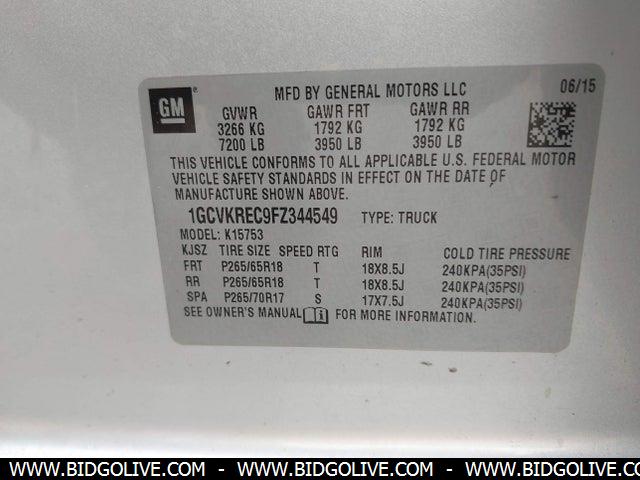 MFD BY GENERAL MOTORS LLC 06/15
GM ®
GVWR GAWR FRT GAWR RR
3266 KG 1792 KG 1792 KG
7200 LB 3950 LB 3950 LB
THIS VEHICLE CONFORMS TO ALL APPLICABLE U.S. FEDERAL MOTOR
VEHICLE SAFETY STANDARDS IN EFFECT ON THE DATE OF
MANUFACTURE SHOWN ABOVE.
1GCVKREC9FZ344549 TYPE: TRUCK
MODEL: K15753
KJSZ TIRE SIZE SPEED RTG RIM COLD TIRE PRESSURE
FRT P265/65R18 T 18X8.5J 240KPA(35PSI)
RR P265/65R18 T 18X8.5J 240KPA(35PSI)
SPA P265/70R17 S 17X7.5J 240KPA(35PSI)
SEE OWNER'S MANUAL FOR MORE INFORMATION.
WWW.BIDGOLIVE.COM - WWW.BIDGOLIVE.COM - WWW.BIDGOLIVE.COM - WWW